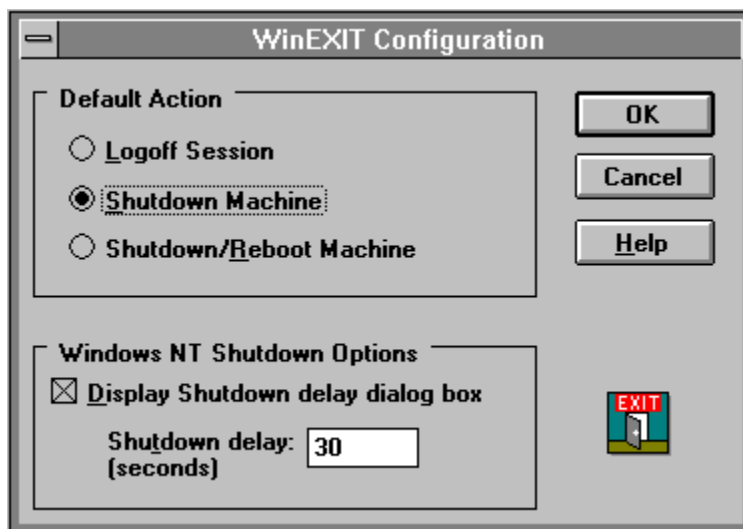 WinEXIT Configuration
Default Action
Logoff Session
Shutdown Machine
Shutdown/Reboot Machine
OK
Cancel
Help
Windows NT Shutdown Options
Display Shutdown delay dialog box
Shutdown delay: 30
(seconds)
EXIT